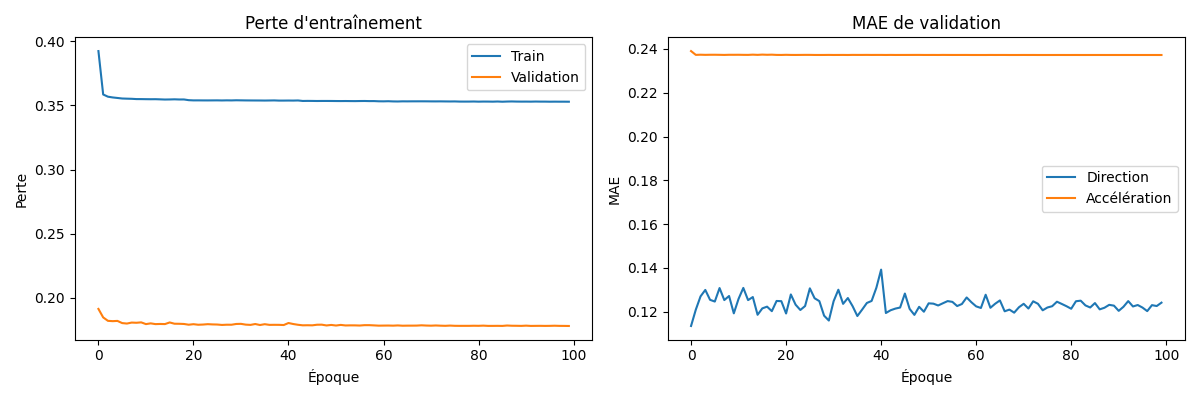 Perte d'entraînement
Perte
0.40
0.35
0.30
0.25
0.20
Train
Validation
0 20 40 60 80 100
Époque
MAE de validation
MAE
0.24
0.22
0.20
0.18
0.16
0.14
0.12
Direction
Accélération
0 20 40 60 80 100
Époque